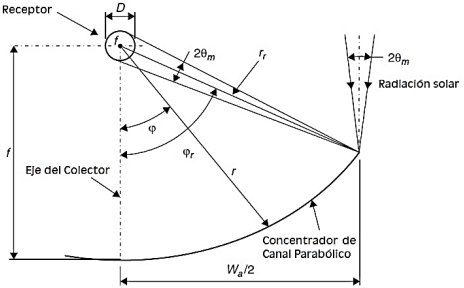 Receptor
D
f
2θm
rr
2θm
Radiación solar
φ
φr
f
Eje del Colector
r
Concentrador de
Canal Parabólico
Wa/2